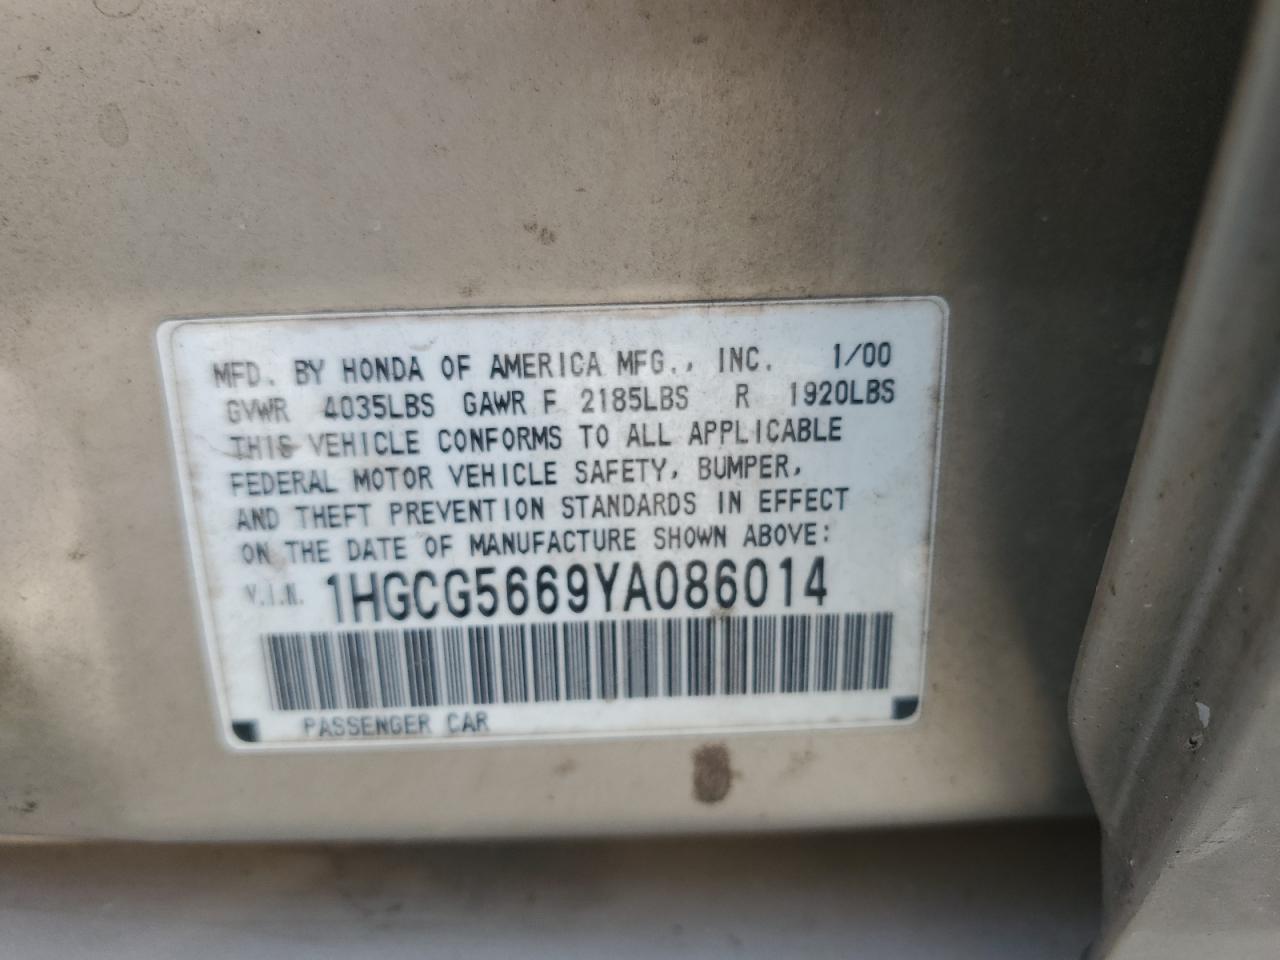 MFD. BY HONDA OF AMERICA MFG., INC. 1/00
GVWR 4035LBS GAWR F 2185LBS R 1920LBS
THIS VEHICLE CONFORMS TO ALL APPLICABLE
FEDERAL MOTOR VEHICLE SAFETY, BUMPER,
AND THEFT PREVENTION STANDARDS IN EFFECT
ON THE DATE OF MANUFACTURE SHOWN ABOVE:
V.I.N. 1HGCG5669YA086014
PASSENGER CAR